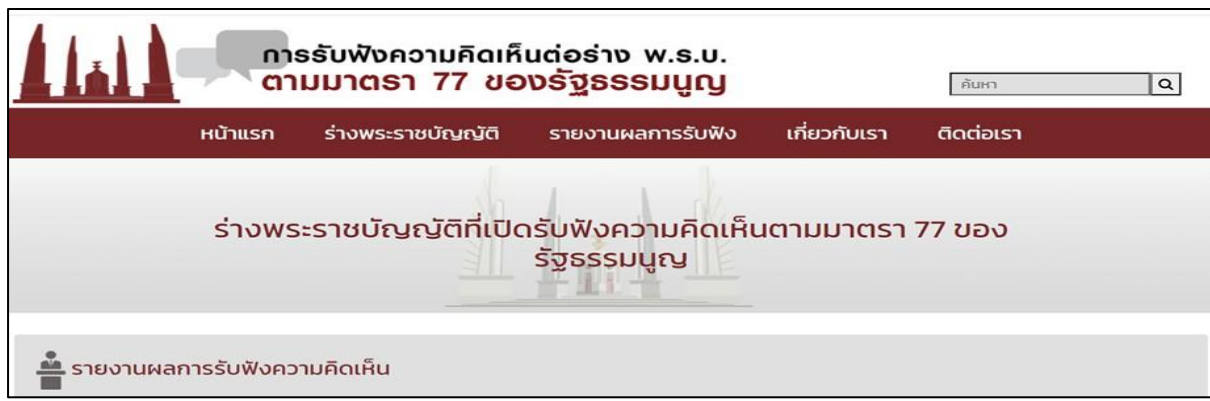 การรับฟังความคิดเห็นต่อร่าง พ.ร.บ.
ตามมาตรา 77 ของรัฐธรรมนูญ
ค้นหา
หน้าแรก ร่างพระราชบัญญัติ รายงานผลการรับฟัง เกี่ยวกับเรา ติดต่อเรา
ร่างพระราชบัญญัติที่เปิดรับฟังความคิดเห็นตามมาตรา 77 ของ
รัฐธรรมนูญ
รายงานผลการรับฟังความคิดเห็น